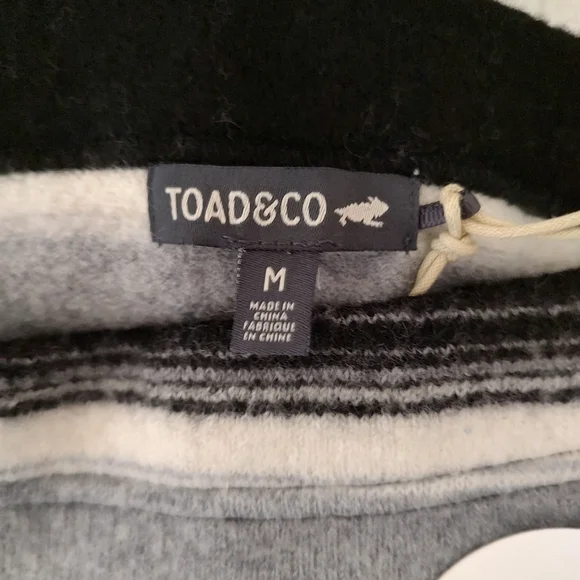 TOAD&CO
M
MADE IN
CHINA
FABRIQUE
EN CHINE